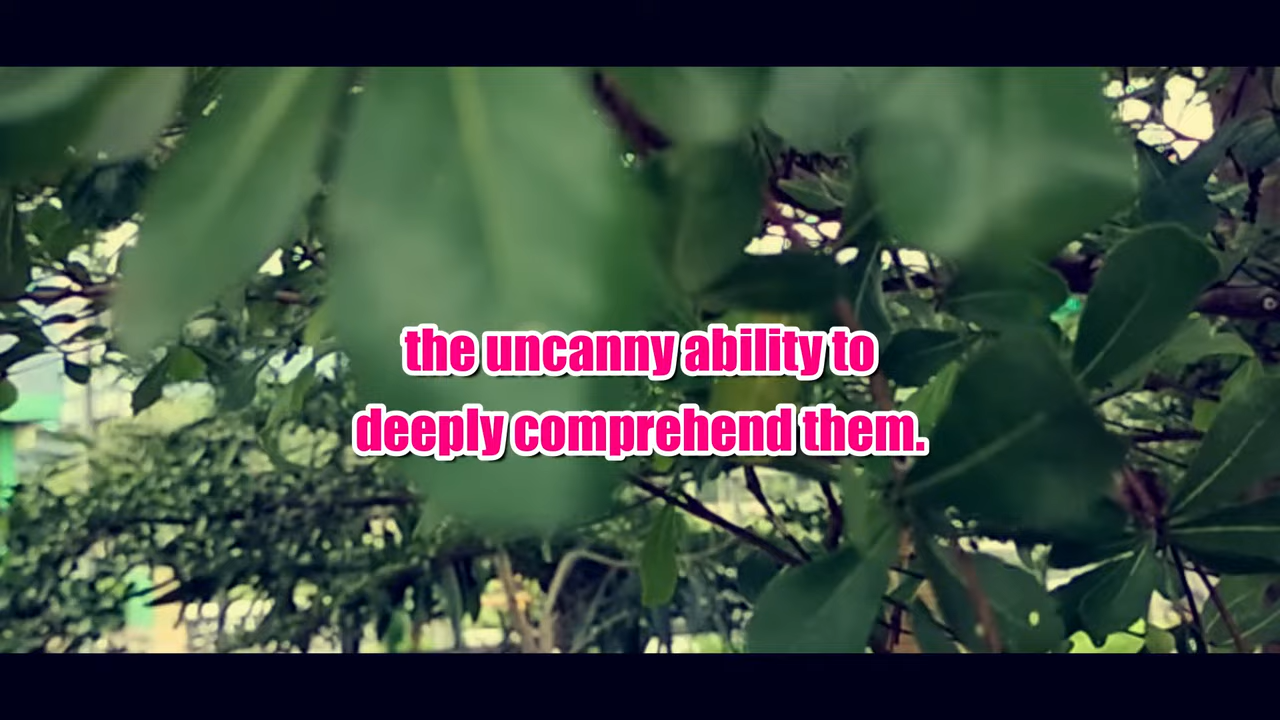 the uncanny ability to
deeply comprehend them.